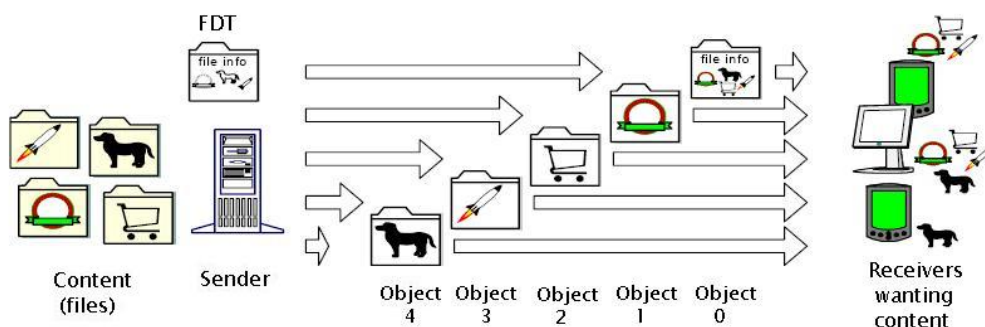 FDT
file info
file info
Content
(files)
Sender
Object
4
Object
3
Object
2
Object
1
Object
0
Receivers
wanting
content